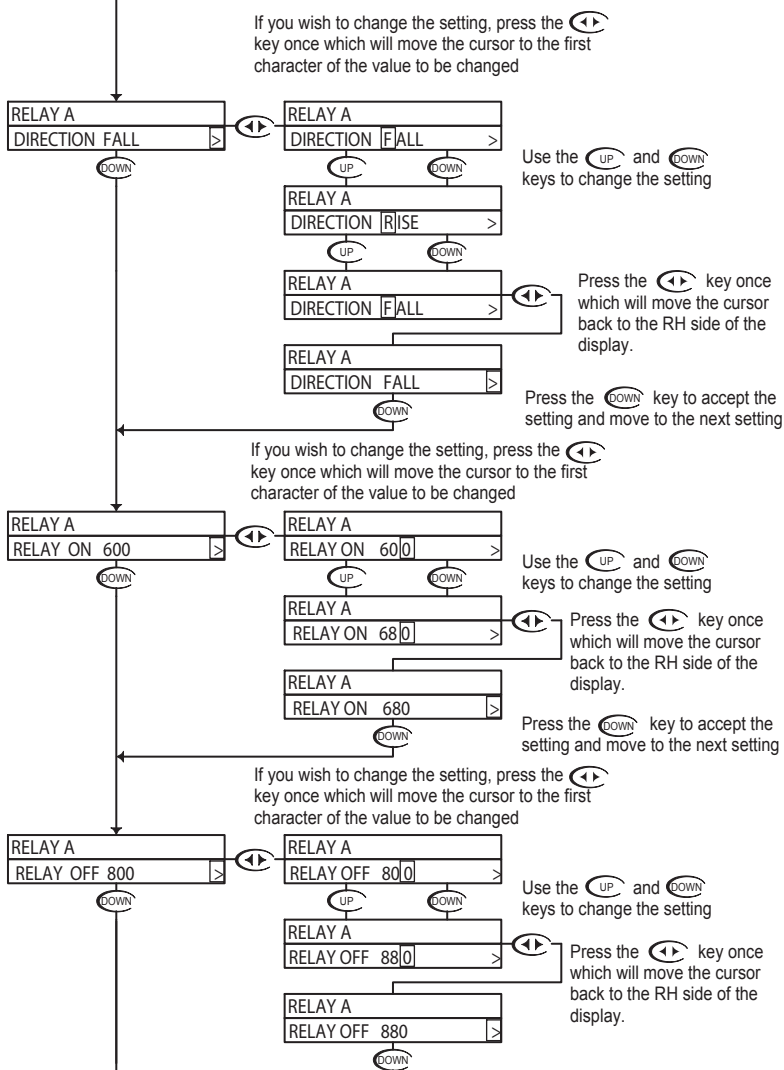 If you wish to change the setting, press the
key once which will move the cursor to the first
character of the value to be changed
RELAY A
DIRECTION FALL >
DOWN
RELAY A
DIRECTION FALL >
UP DOWN
Use the UP and DOWN
keys to change the setting
RELAY A
DIRECTION RISE >
UP DOWN
RELAY A
DIRECTION FALL >
Press the key once
which will move the cursor
back to the RH side of the
display.
RELAY A
DIRECTION FALL >
DOWN
Press the DOWN key to accept the
setting and move to the next setting
If you wish to change the setting, press the
key once which will move the cursor to the first
character of the value to be changed
RELAY A
RELAY ON 600 >
DOWN
RELAY A
RELAY ON 600 >
UP DOWN
Use the UP and DOWN
keys to change the setting
RELAY A
RELAY ON 680 >
Press the key once
which will move the cursor
back to the RH side of the
display.
RELAY A
RELAY ON 680 >
DOWN
Press the DOWN key to accept the
setting and move to the next setting
If you wish to change the setting, press the
key once which will move the cursor to the first
character of the value to be changed
RELAY A
RELAY OFF 800 >
DOWN
RELAY A
RELAY OFF 800 >
UP DOWN
Use the UP and DOWN
keys to change the setting
RELAY A
RELAY OFF 880 >
Press the key once
which will move the cursor
back to the RH side of the
display.
RELAY A
RELAY OFF 880 >
DOWN